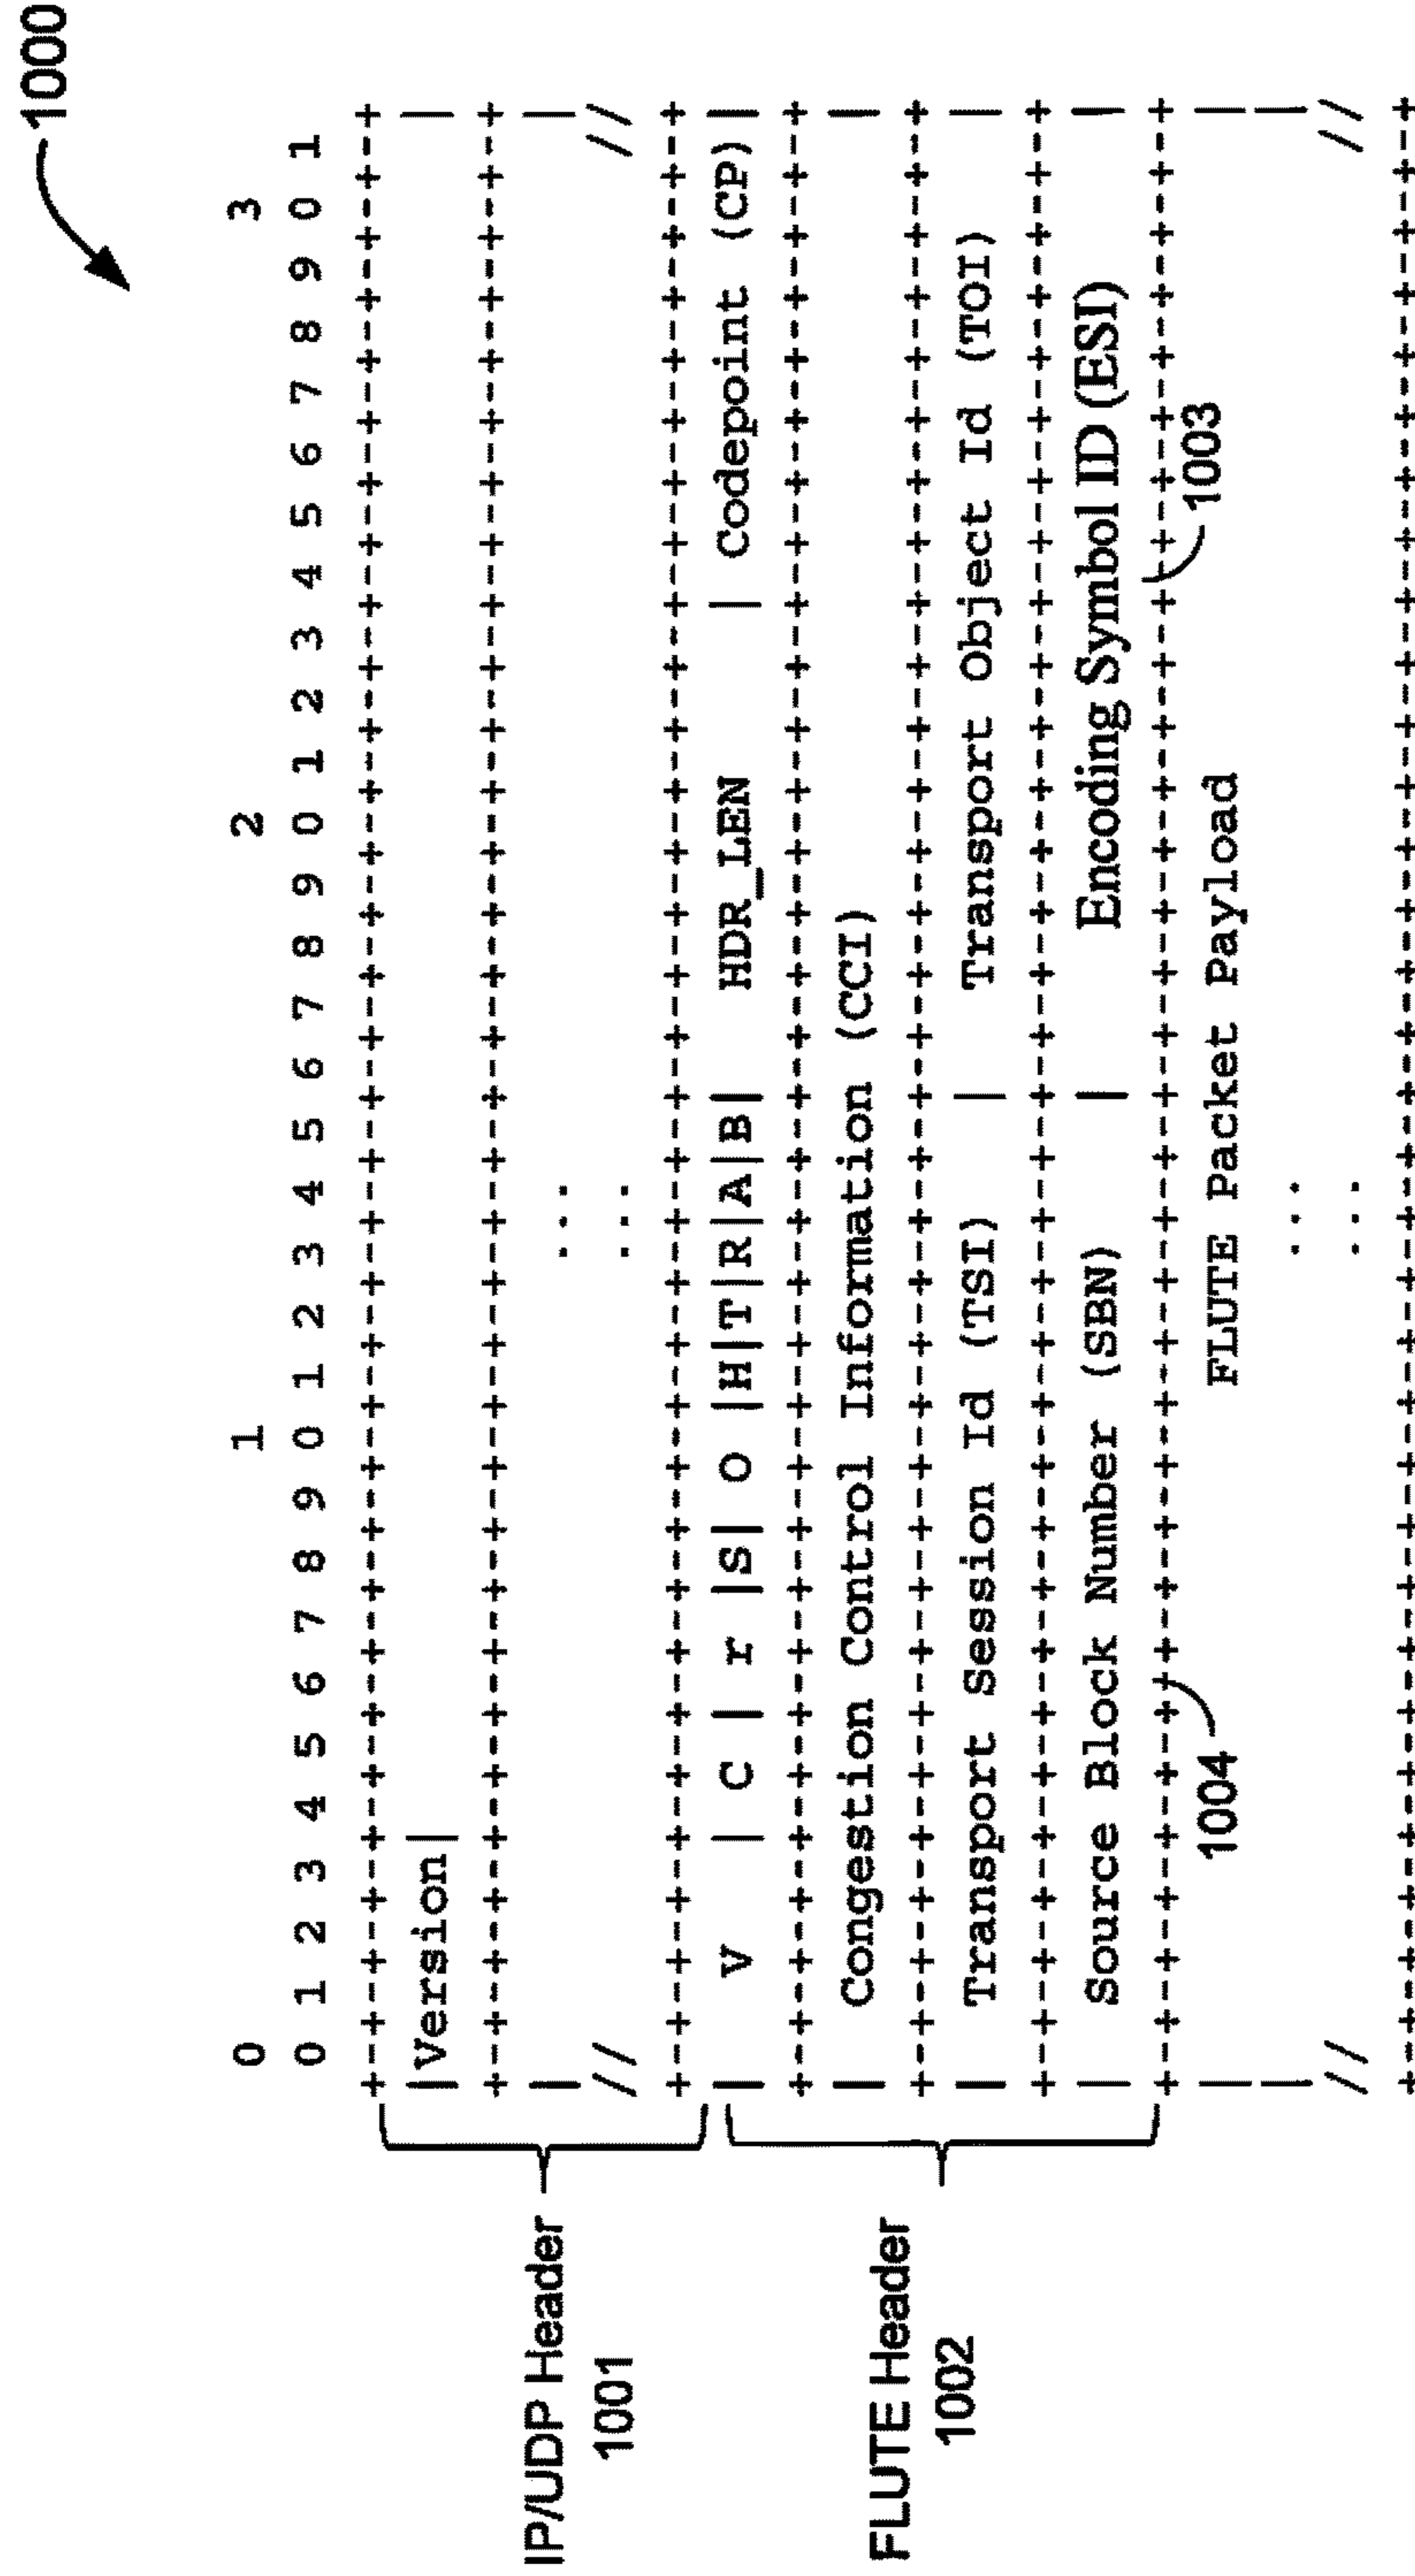 1000
0                   1                   2                   3
0 1 2 3 4 5 6 7 8 9 0 1 2 3 4 5 6 7 8 9 0 1 2 3 4 5 6 7 8 9 0 1
+-+-+-+-+-+-+-+-+-+-+-+-+-+-+-+-+-+-+-+-+-+-+-+-+-+-+-+-+-+-+-+-+
|Version| |
+-+-+-+-+-+-+-+-+-+-+-+-+-+-+-+-+-+-+-+-+-+-+-+-+-+-+-+-+-+-+-+-+
| ... |
// ... //
IP/UDP Header
1001
+-+-+-+-+-+-+-+-+-+-+-+-+-+-+-+-+-+-+-+-+-+-+-+-+-+-+-+-+-+-+-+-+
| V | C | r |S| O |H|T|R|A|B| HDR_LEN | Codepoint (CP)|
+-+-+-+-+-+-+-+-+-+-+-+-+-+-+-+-+-+-+-+-+-+-+-+-+-+-+-+-+-+-+-+-+
| Congestion Control Information (CCI) |
+-+-+-+-+-+-+-+-+-+-+-+-+-+-+-+-+-+-+-+-+-+-+-+-+-+-+-+-+-+-+-+-+
| Transport Session Id (TSI) | Transport Object Id (TOI) |
+-+-+-+-+-+-+-+-+-+-+-+-+-+-+-+-+-+-+-+-+-+-+-+-+-+-+-+-+-+-+-+-+
| Source Block Number (SBN) | Encoding Symbol ID (ESI) |
+-+-+-+-+-+-+-+-+-+-+-+-+-+-+-+-+-+-+-+-+-+-+-+-+-+-+-+-+-+-+-+-+
FLUTE Header
1002
1004 1003
| FLUTE Packet Payload |
| ... |
// ... //
+-+-+-+-+-+-+-+-+-+-+-+-+-+-+-+-+-+-+-+-+-+-+-+-+-+-+-+-+-+-+-+-+